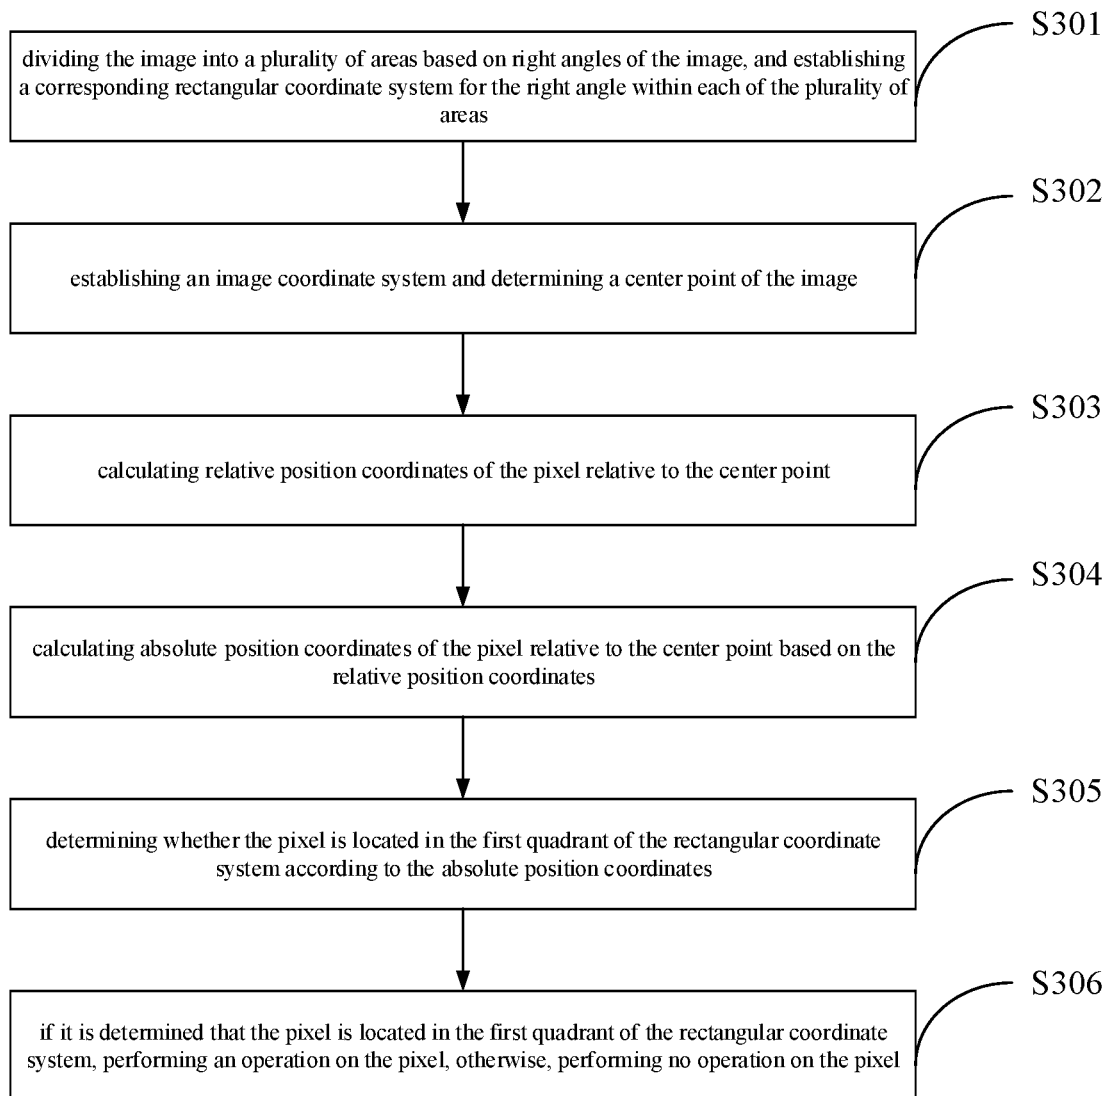 S301
dividing the image into a plurality of areas based on right angles of the image, and establishing
a corresponding rectangular coordinate system for the right angle within each of the plurality of
areas
S302
establishing an image coordinate system and determining a center point of the image
S303
calculating relative position coordinates of the pixel relative to the center point
S304
calculating absolute position coordinates of the pixel relative to the center point based on the
relative position coordinates
S305
determining whether the pixel is located in the first quadrant of the rectangular coordinate
system according to the absolute position coordinates
S306
if it is determined that the pixel is located in the first quadrant of the rectangular coordinate
system, performing an operation on the pixel, otherwise, performing no operation on the pixel